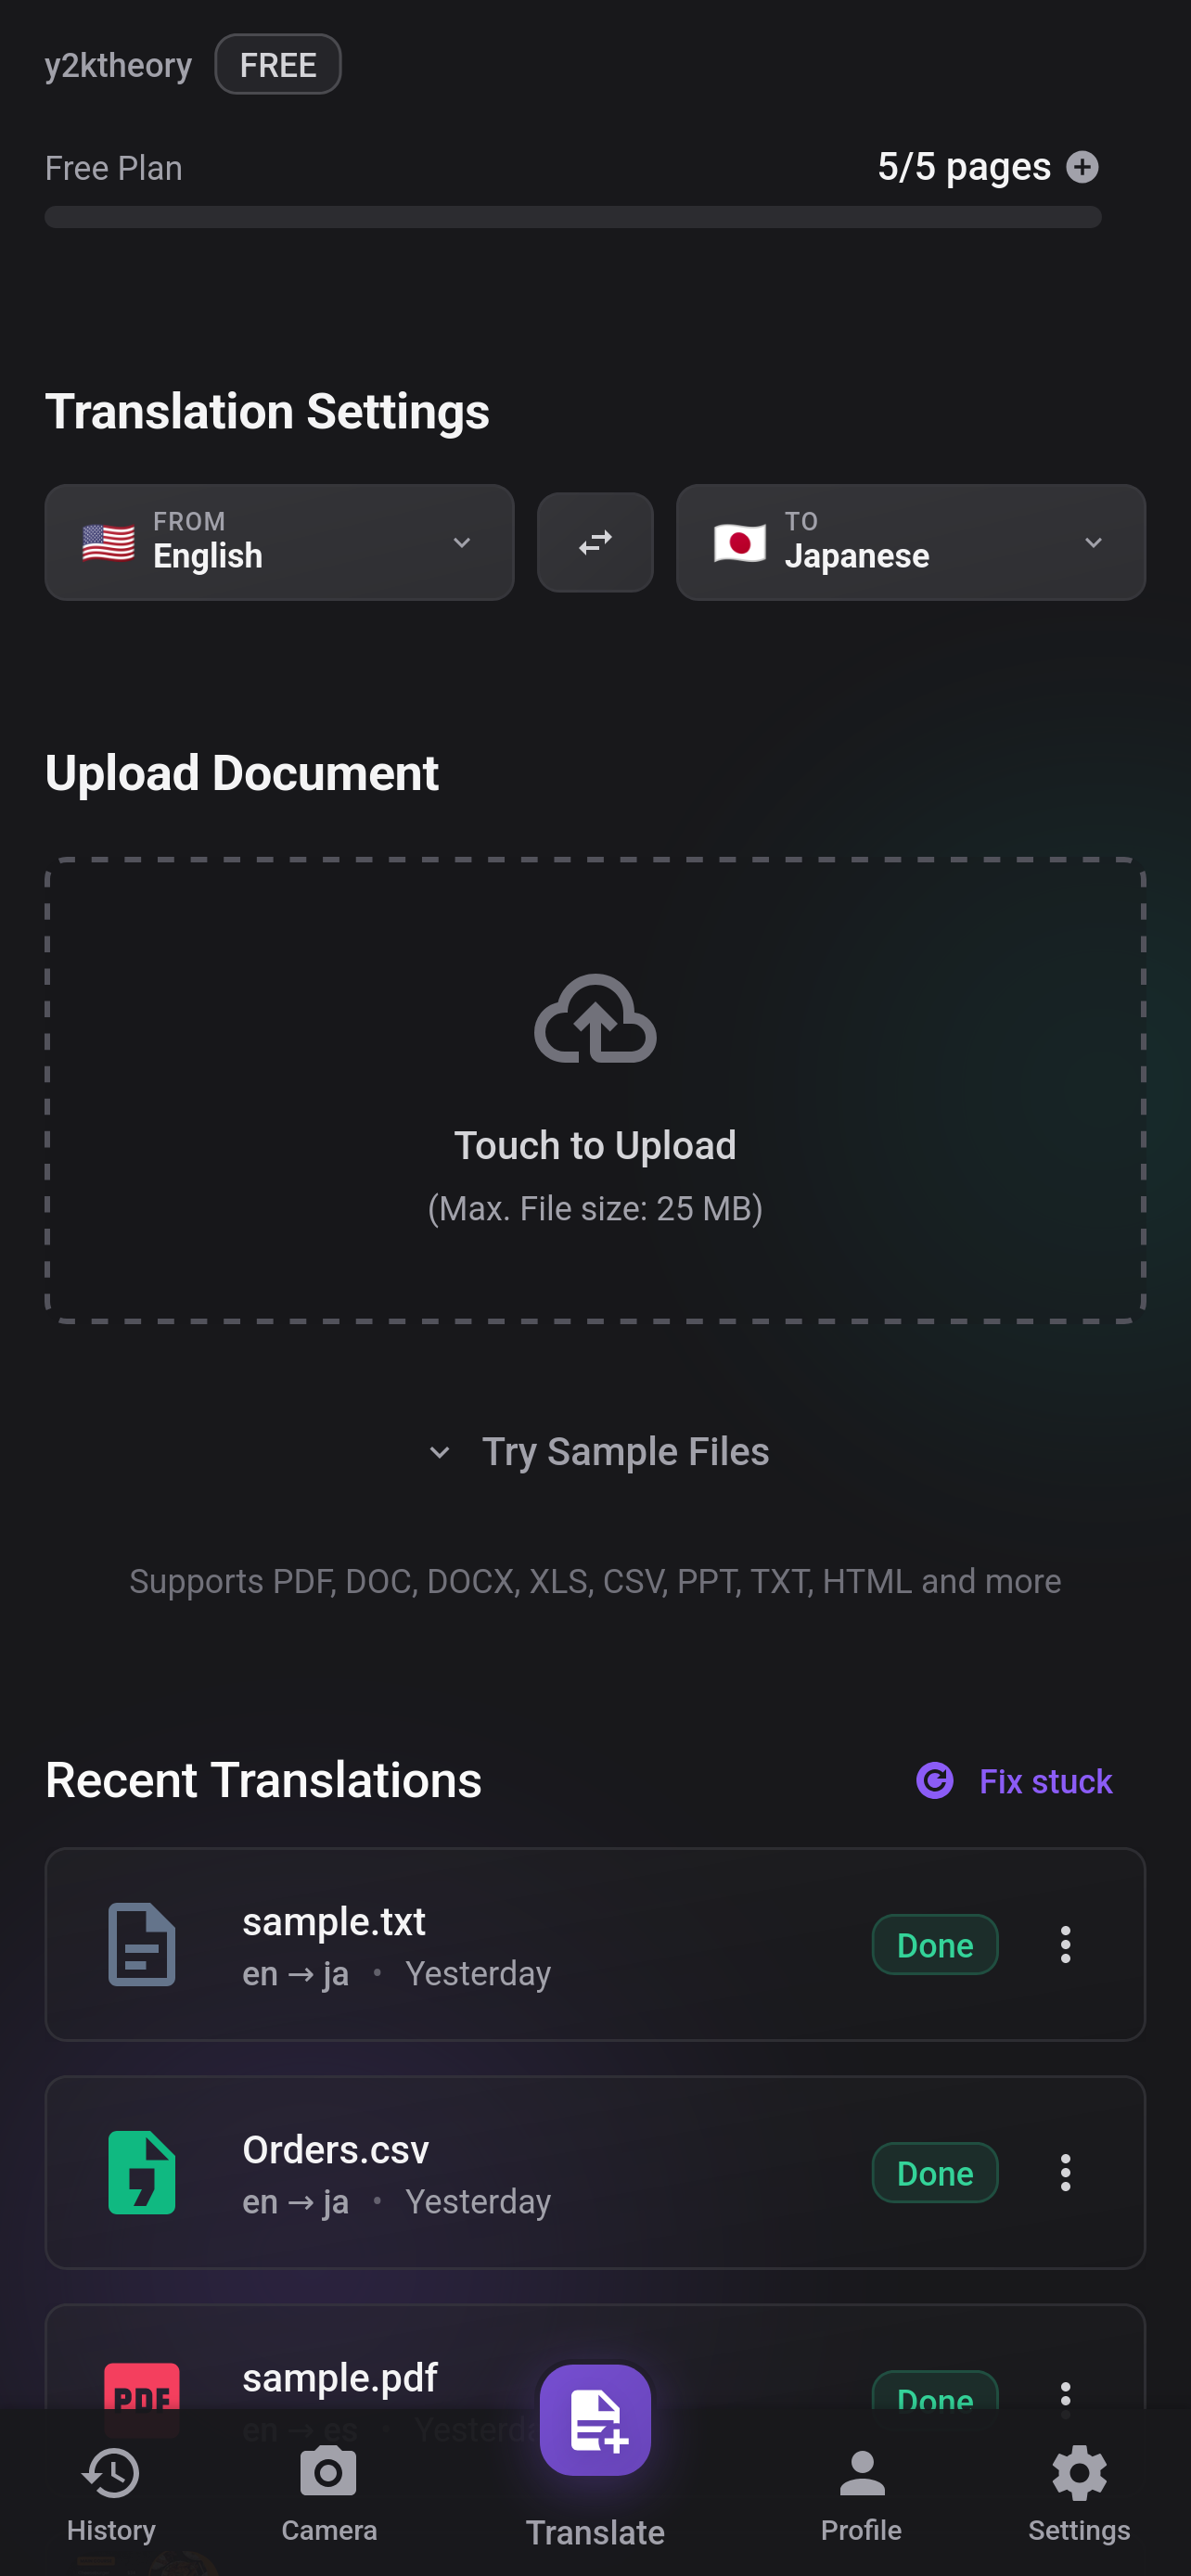 y2ktheory FREE
Free Plan 5/5 pages
Translation Settings
FROM
English
TO
Japanese
Upload Document
Touch to Upload
(Max. File size: 25 MB)
Try Sample Files
Supports PDF, DOC, DOCX, XLS, CSV, PPT, TXT, HTML and more
Recent Translations Fix stuck
sample.txt
en → ja • Yesterday
Done
Orders.csv
en → ja • Yesterday
Done
PDF
sample.pdf
en → es • Yesterda
Done
History Camera Translate Profile Settings